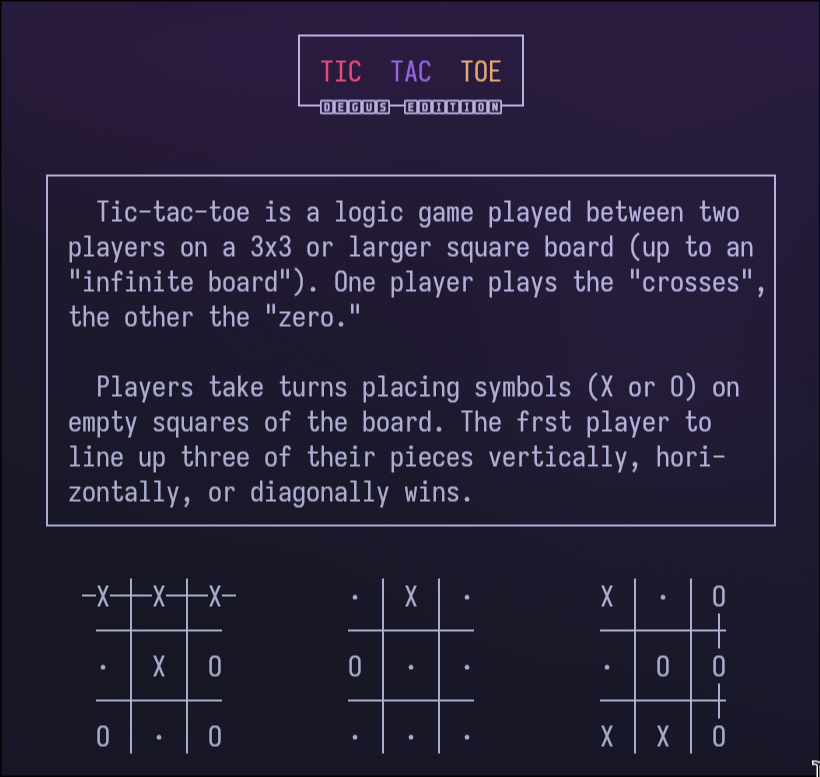 TIC TAC TOE
DEGUS EDITION
Tic-tac-toe is a logic game played between two
players on a 3x3 or larger square board (up to an
"infinite board"). One player plays the "crosses",
the other the "zero."
Players take turns placing symbols (X or O) on
empty squares of the board. The frst player to
line up three of their pieces vertically, hori-
zontally, or diagonally wins.
X X X · X · X · O
· X O O · · · O O
O · O · · · X X O